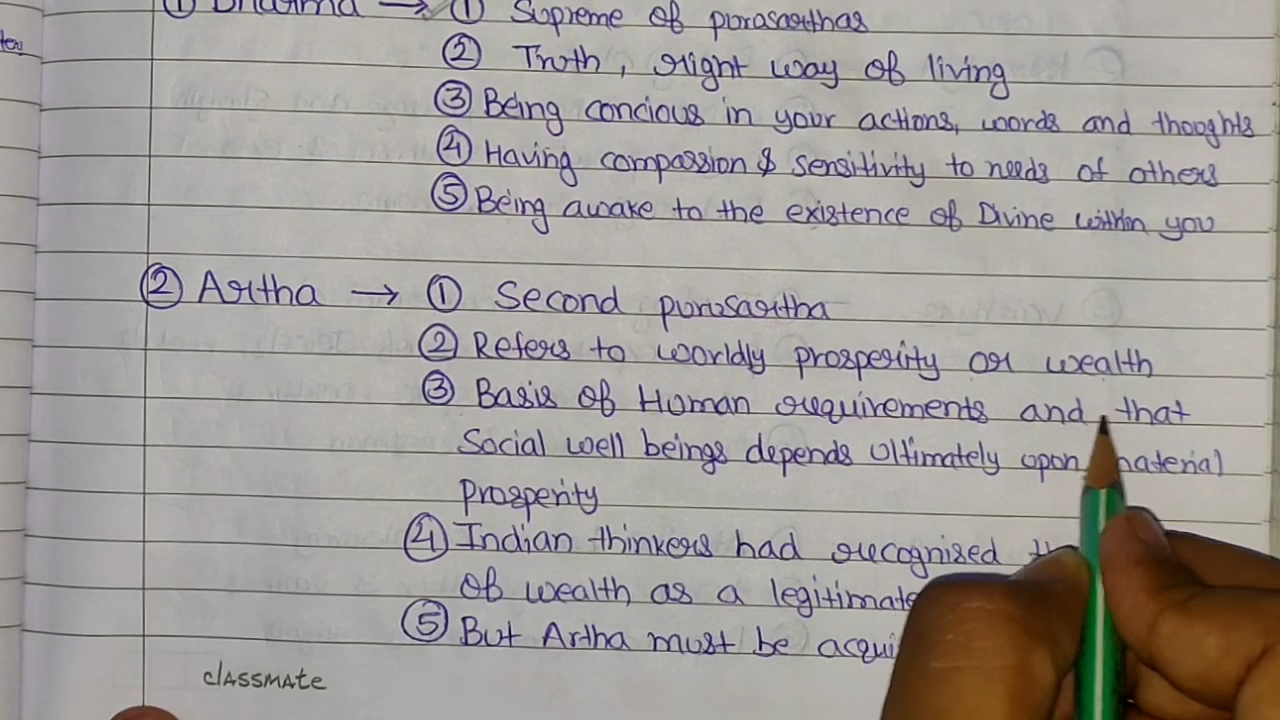 ① Dharma → ① Supreme of purusarthas
② Truth, right way of living
③ Being concious in your actions, words and thoughts
④ Having compassion & sensitivity to needs of others
⑤ Being awake to the existence of Divine within you
② Artha → ① Second purusartha
② Refers to worldly prosperity or wealth
③ Basis of Human requirements and that
Social well beings depends Ultimately upon material
prosperity
④ Indian thinkers had recognised
of wealth as a legitimate
⑤ But Artha must be
classmate